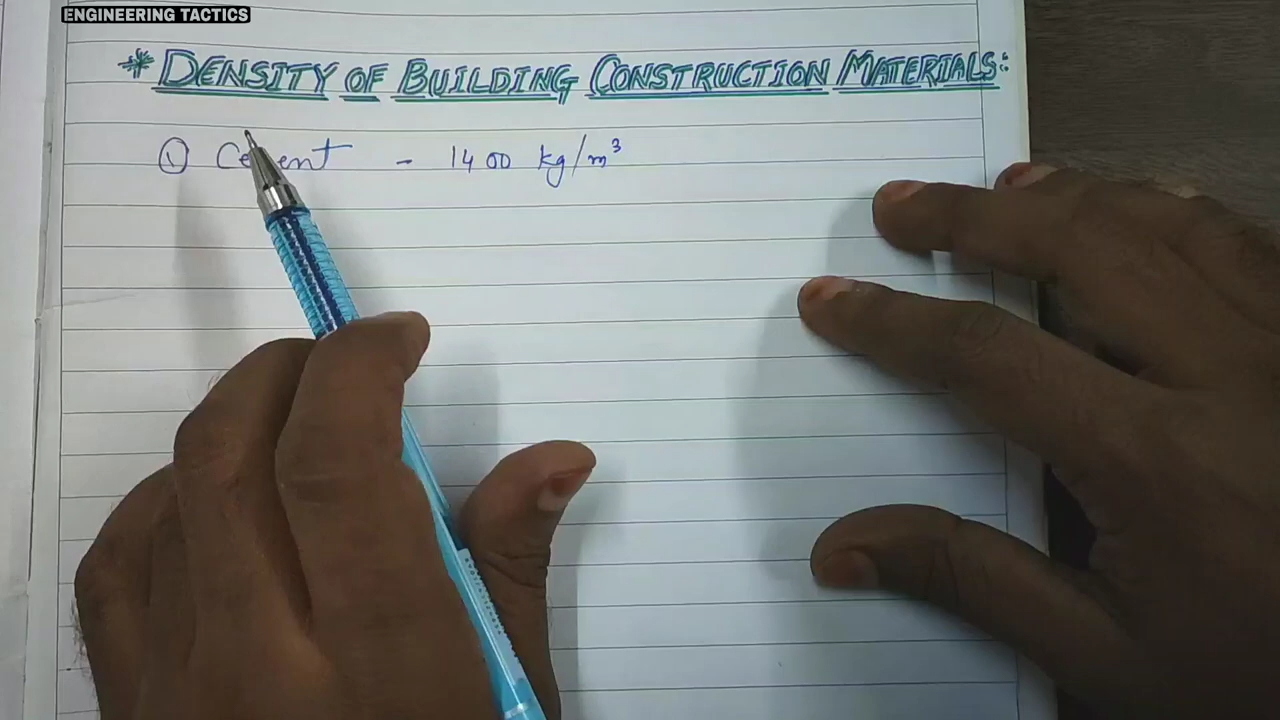 ENGINEERING TACTICS
* DENSITY OF BUILDING CONSTRUCTION MATERIALS:
① Cement - 1400 kg/m³